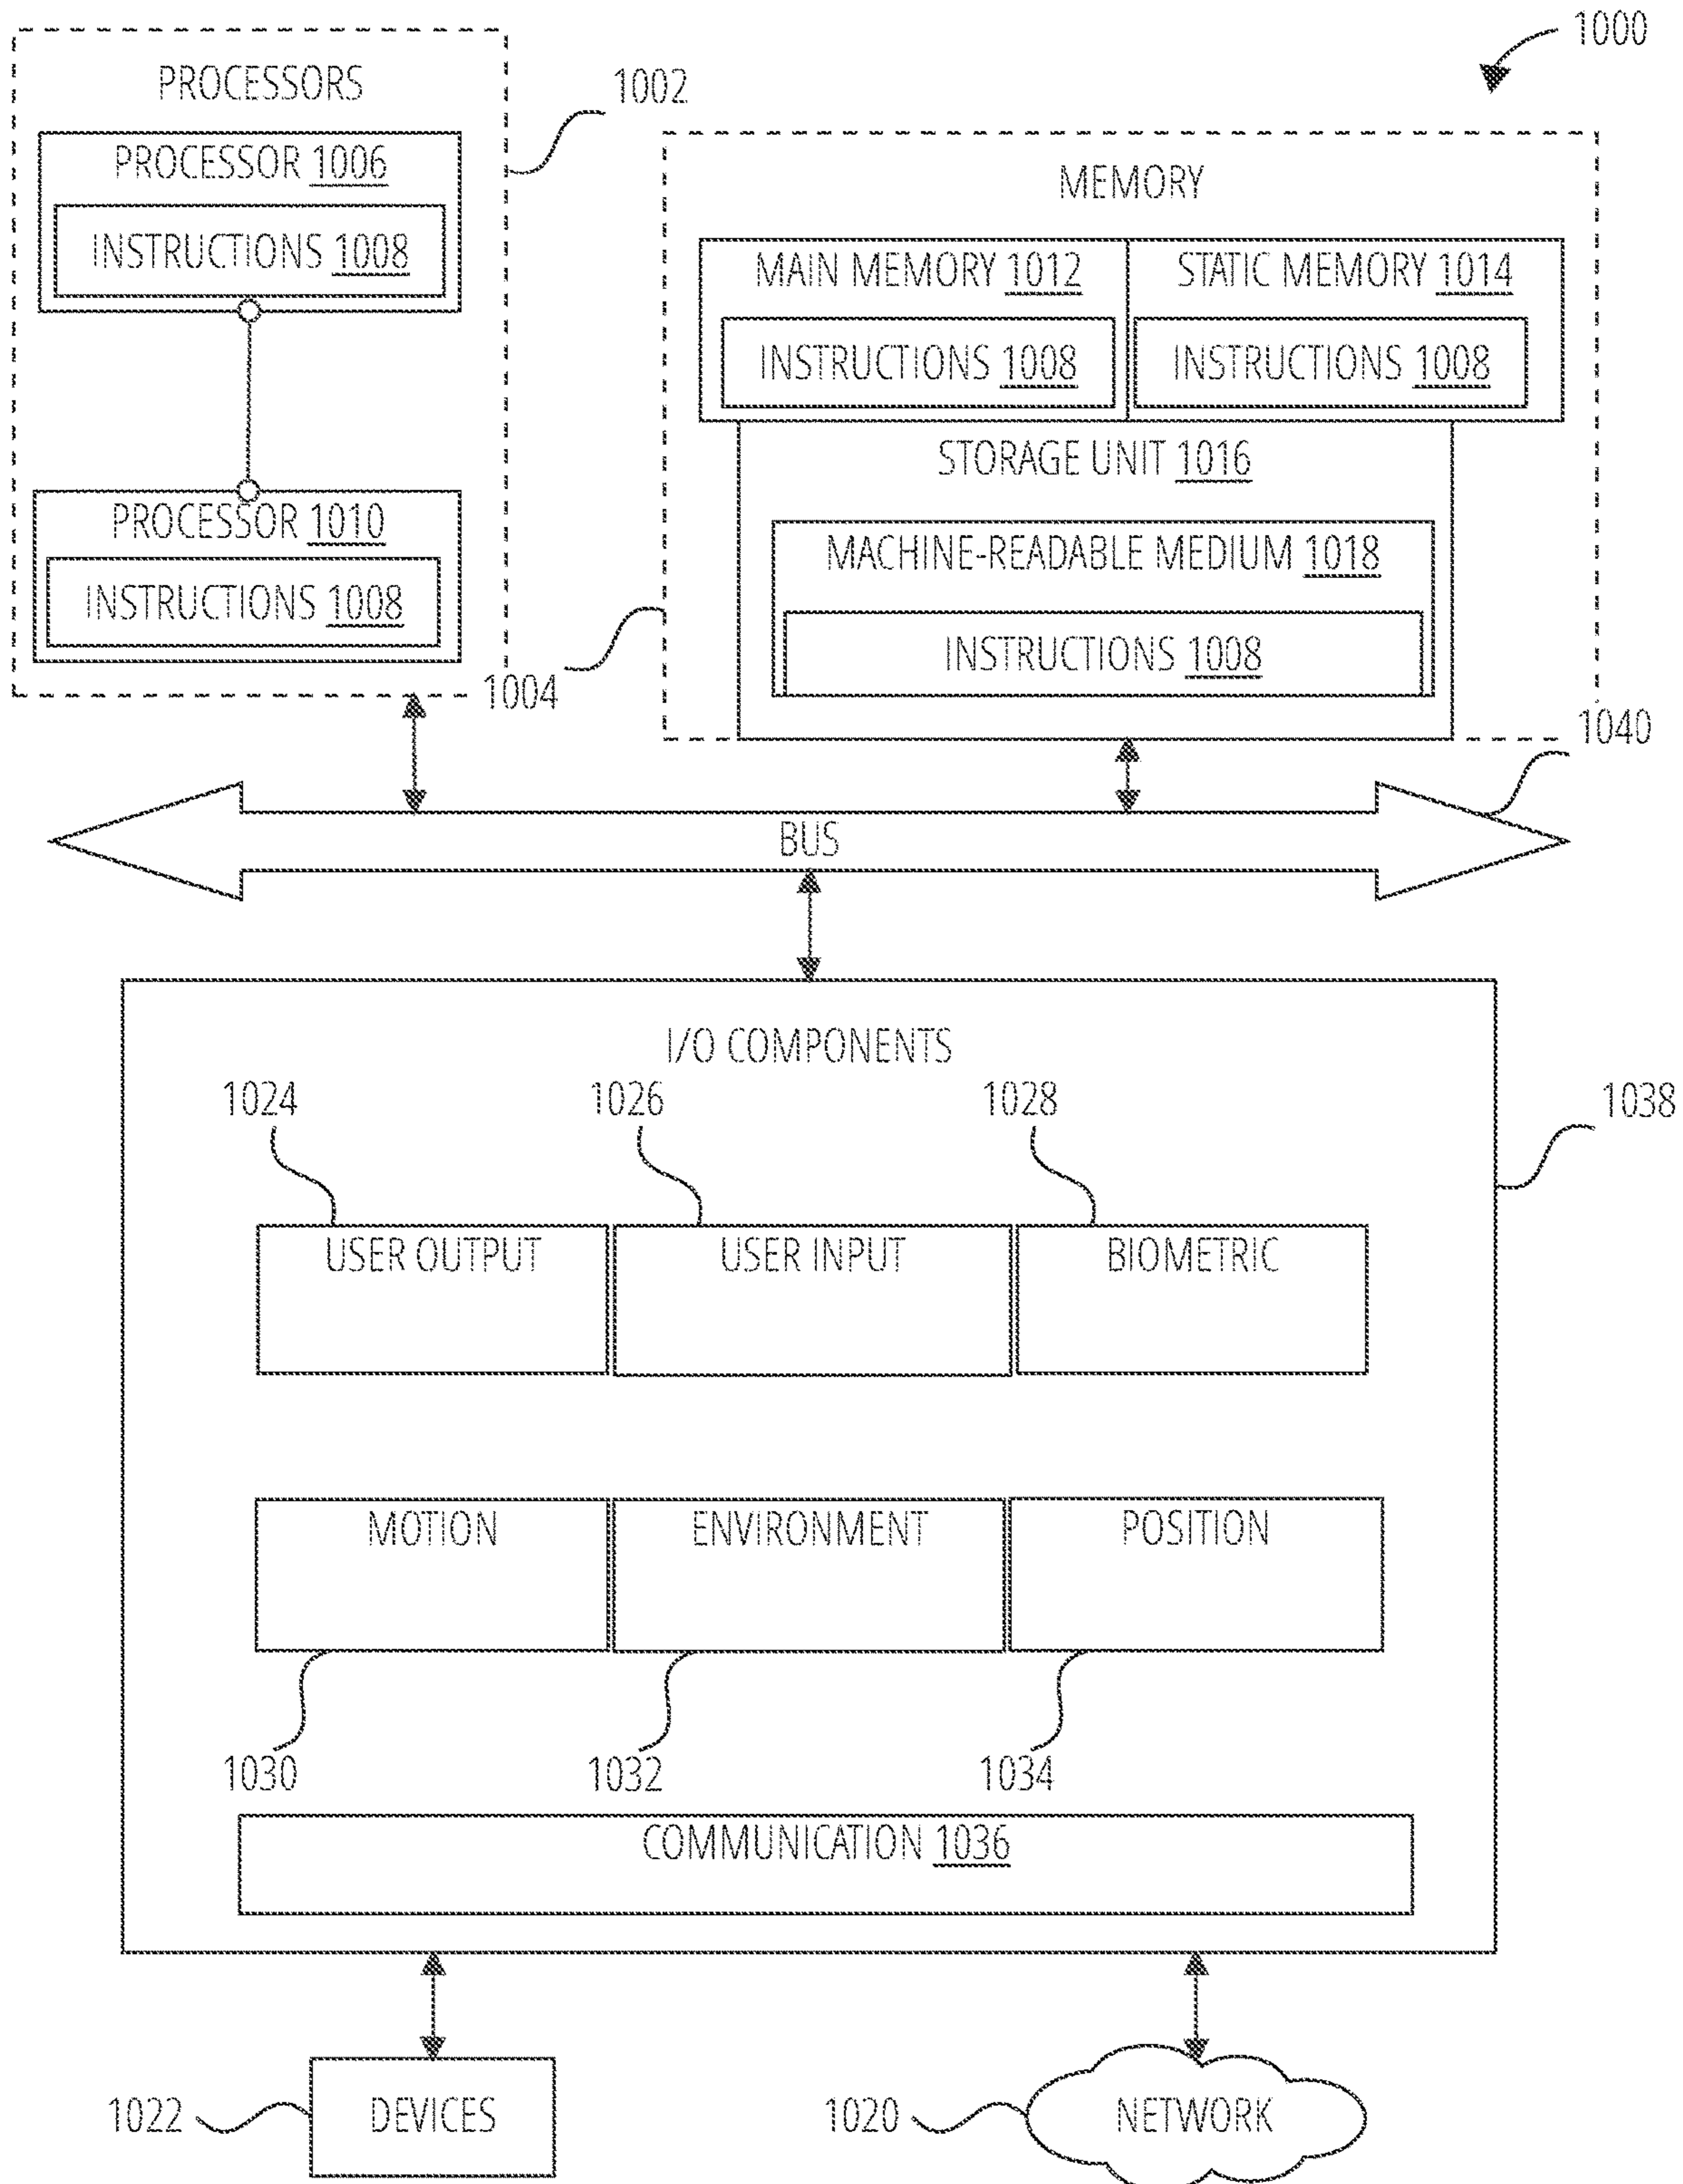 1000
PROCESSORS
1002
PROCESSOR 1006
INSTRUCTIONS 1008
PROCESSOR 1010
INSTRUCTIONS 1008
1004
MEMORY
MAIN MEMORY 1012
INSTRUCTIONS 1008
STATIC MEMORY 1014
INSTRUCTIONS 1008
STORAGE UNIT 1016
MACHINE-READABLE MEDIUM 1018
INSTRUCTIONS 1008
1040
BUS
I/O COMPONENTS
1038
1024
1026
1028
USER OUTPUT
USER INPUT
BIOMETRIC
MOTION
ENVIRONMENT
POSITION
1030
1032
1034
COMMUNICATION 1036
1022
DEVICES
1020
NETWORK